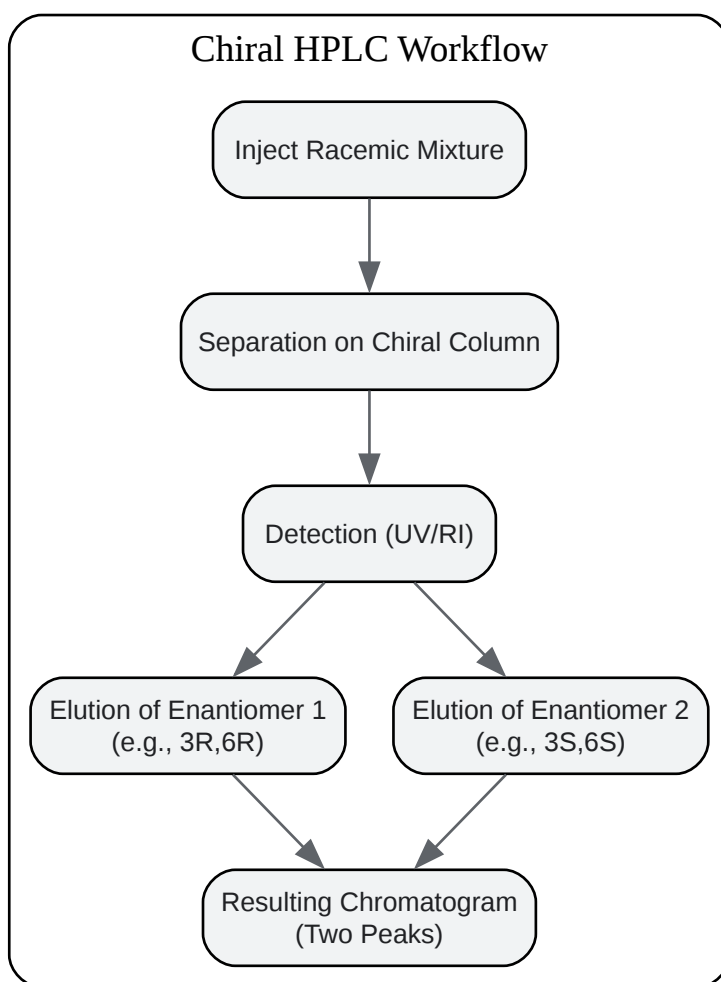 Chiral HPLC Workflow
Inject Racemic Mixture
Separation on Chiral Column
Detection (UV/RI)
Elution of Enantiomer 1
(e.g., 3R,6R)
Elution of Enantiomer 2
(e.g., 3S,6S)
Resulting Chromatogram
(Two Peaks)